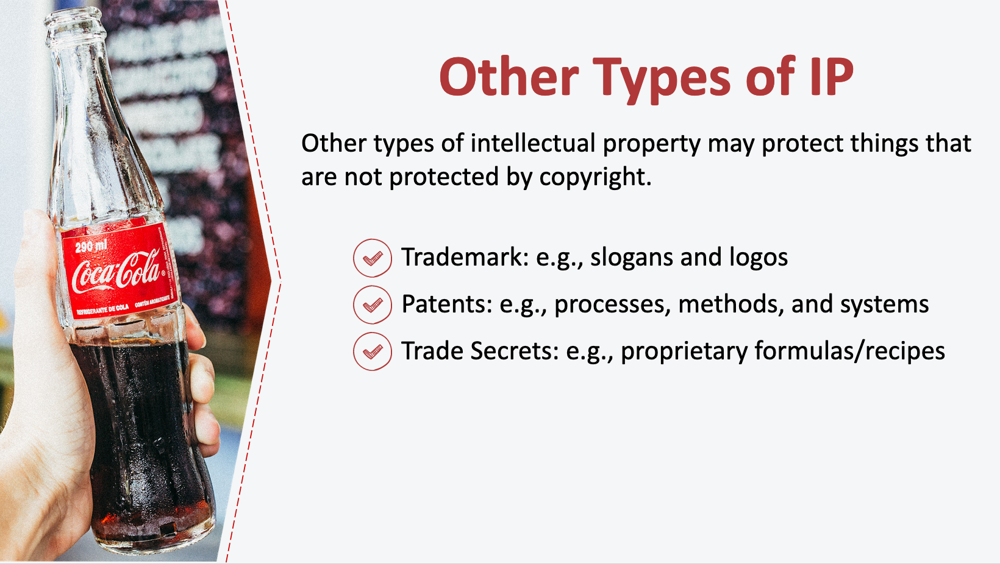 Other Types of IP
Other types of intellectual property may protect things that
are not protected by copyright.
Trademark: e.g., slogans and logos
Patents: e.g., processes, methods, and systems
Trade Secrets: e.g., proprietary formulas/recipes
290 ml
Coca-Cola®
REFRIGERANTE DE COLA CONTÉM AROMATIZANTE